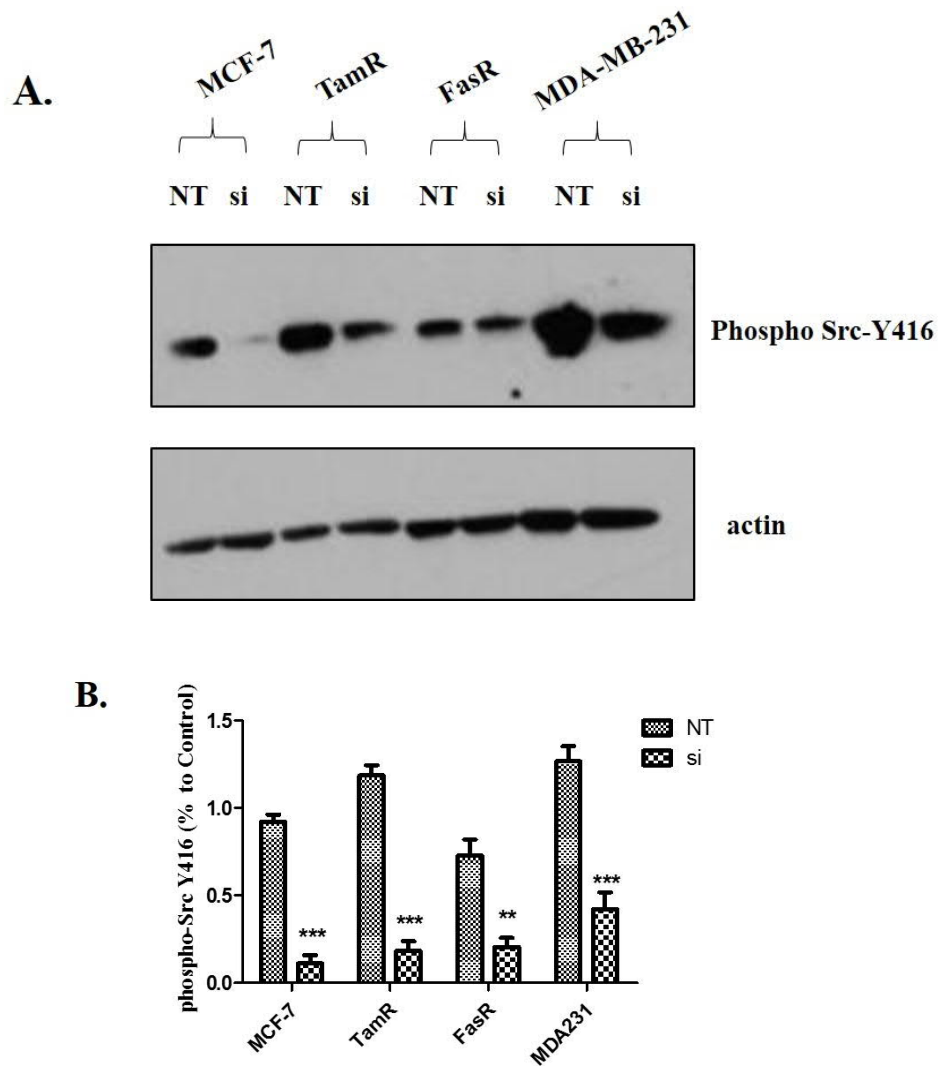 A.
MCF-7 TamR FasR MDA-MB-231
NT si NT si NT si NT si
Phospho Src-Y416
actin
B.
phospho-Src Y416 (% to Control)
1.5
1.0
0.5
0.0
NT
si
*** *** ** ***
MCF-7 TamR FasR MDA231